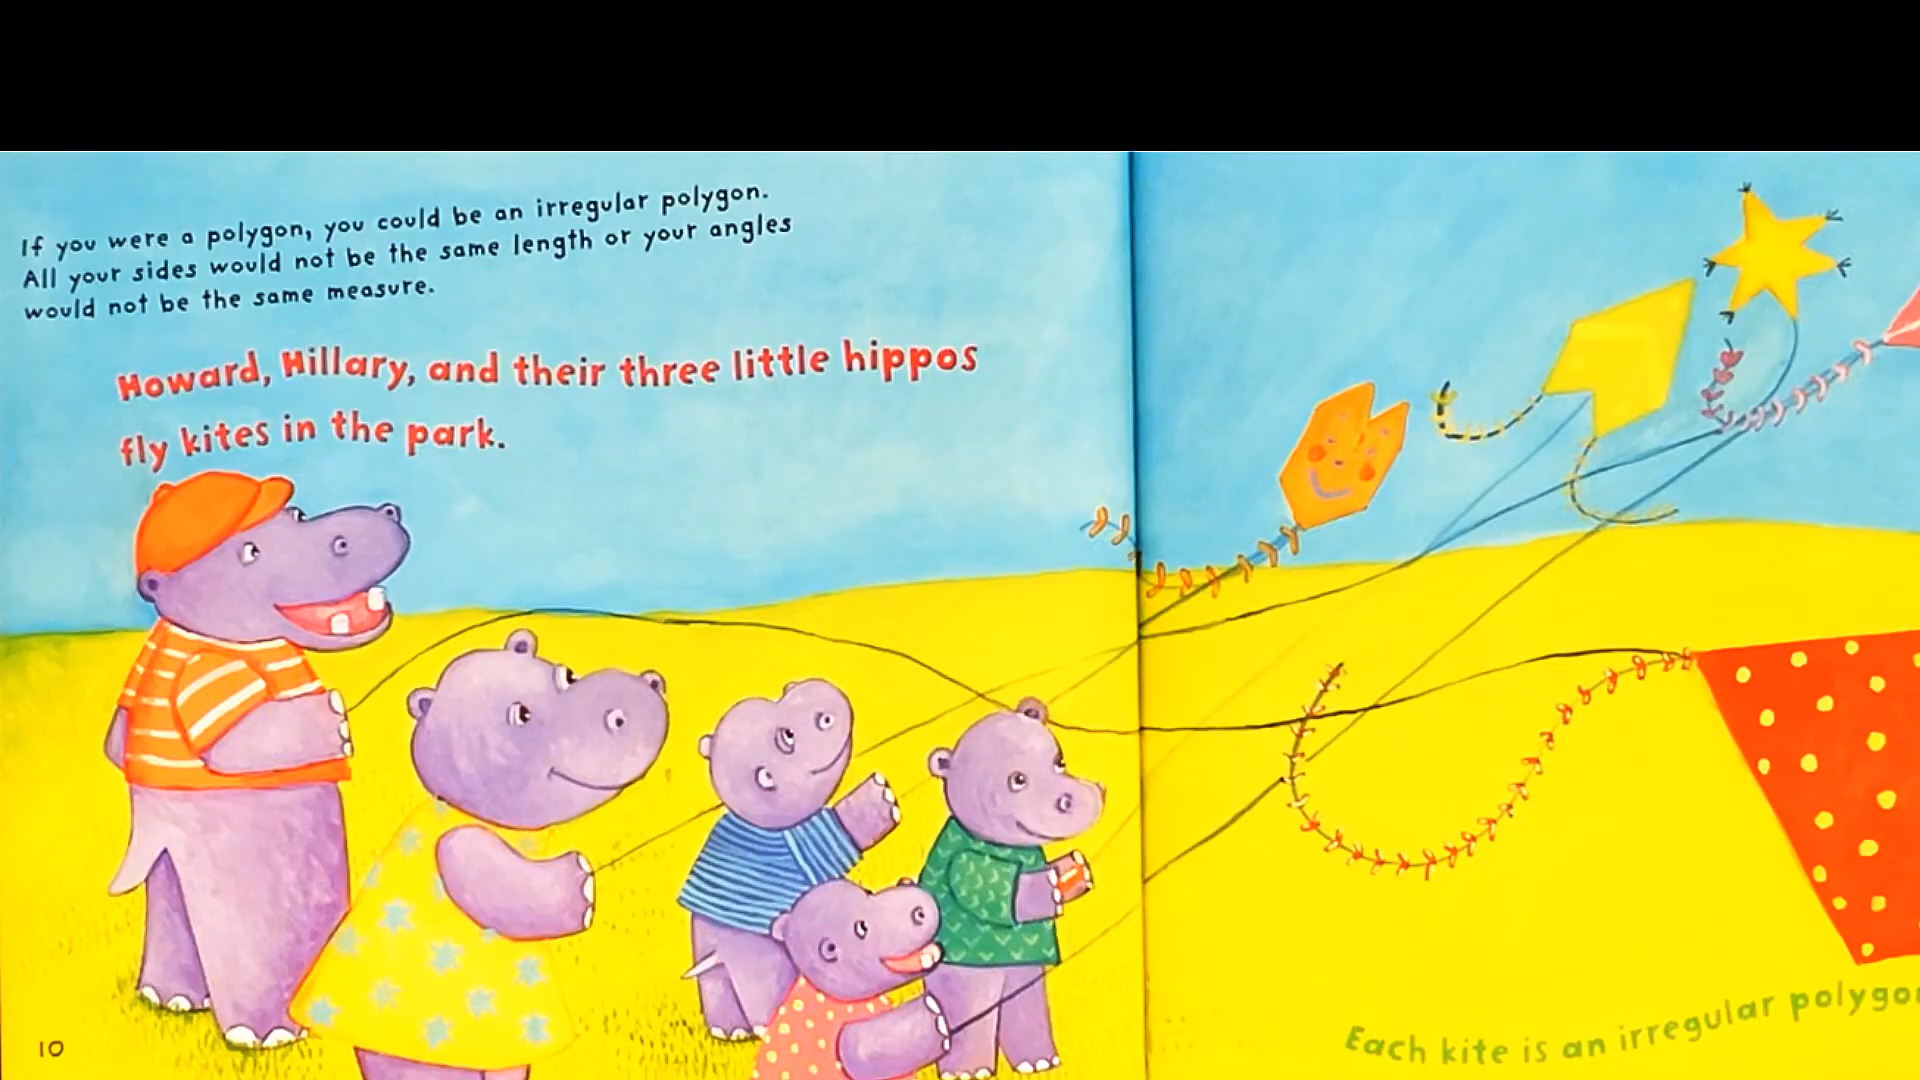 If you were a polygon, you could be an irregular polygon.
All your sides would not be the same length or your angles
would not be the same measure.
Howard, Hillary, and their three little hippos
fly kites in the park.
10
Each kite is an irregular polygon